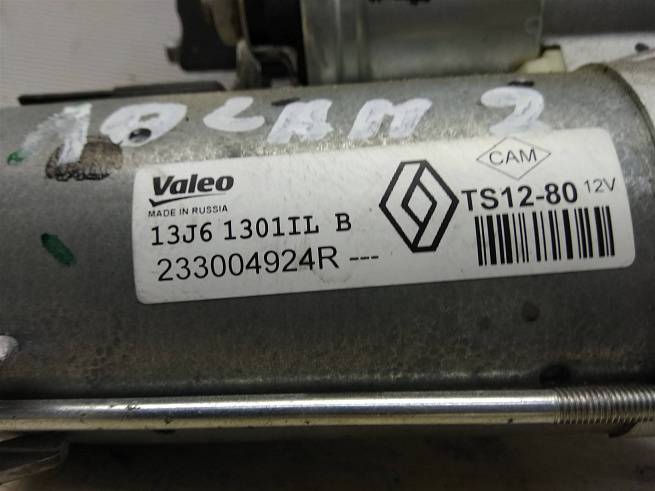 Valeo
MADE IN RUSSIA
13J6 1301IL B
233004924R ---
CAM
TS12-80 12V